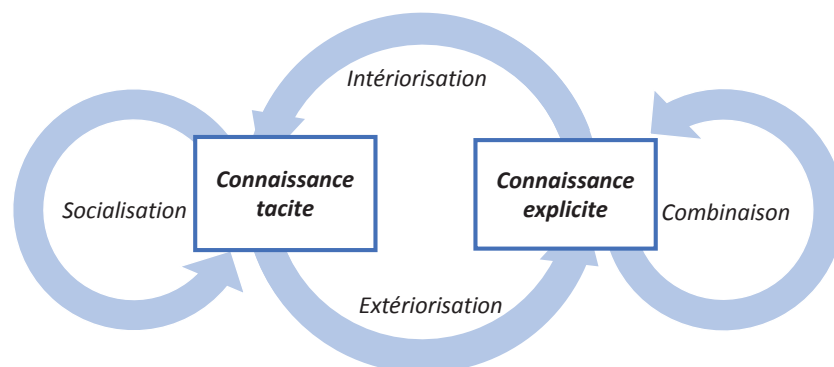 Intériorisation
Connaissance
tacite
Connaissance
explicite
Socialisation
Combinaison
Extériorisation